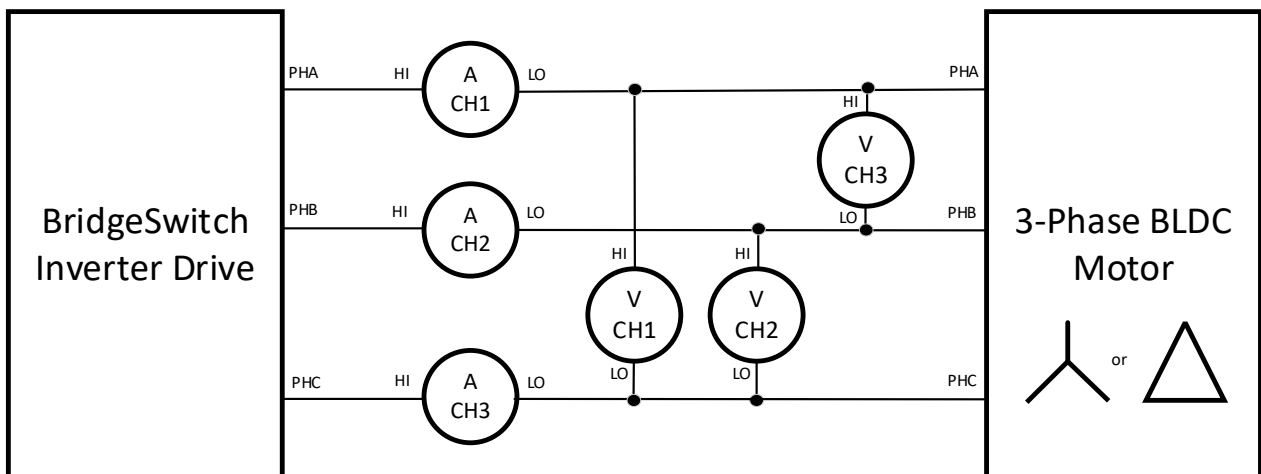 PHA
HI
A
CH1
LO
PHA
HI
V
CH3
LO
BridgeSwitch
Inverter Drive
PHB
HI
A
CH2
LO
PHB
3-Phase BLDC
Motor
HI
V
CH1
LO
HI
V
CH2
LO
or
PHC
HI
A
CH3
LO
PHC